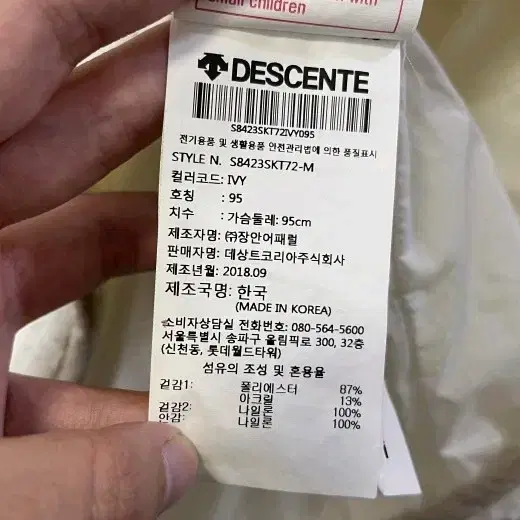 small children
DESCENTE
S8423SKT72IVY095
전기용품 및 생활용품 안전관리법에 의한 품질표시
STYLE N. S8423SKT72-M
컬러코드: IVY
호칭 : 95
치수 : 가슴둘레: 95cm
제조자명: ㈜장안어패럴
판매자명: 데상트코리아주식회사
제조년월: 2018.09
제조국명: 한국
(MADE IN KOREA)
소비자상담실 전화번호: 080-564-5600
서울특별시 송파구 올림픽로 300, 32층
(신천동, 롯데월드타워)
섬유의 조성 및 혼용율
겉감1: 폴리에스터 87%
아크릴 13%
겉감2: 나일론 100%
안감: 나일론 100%